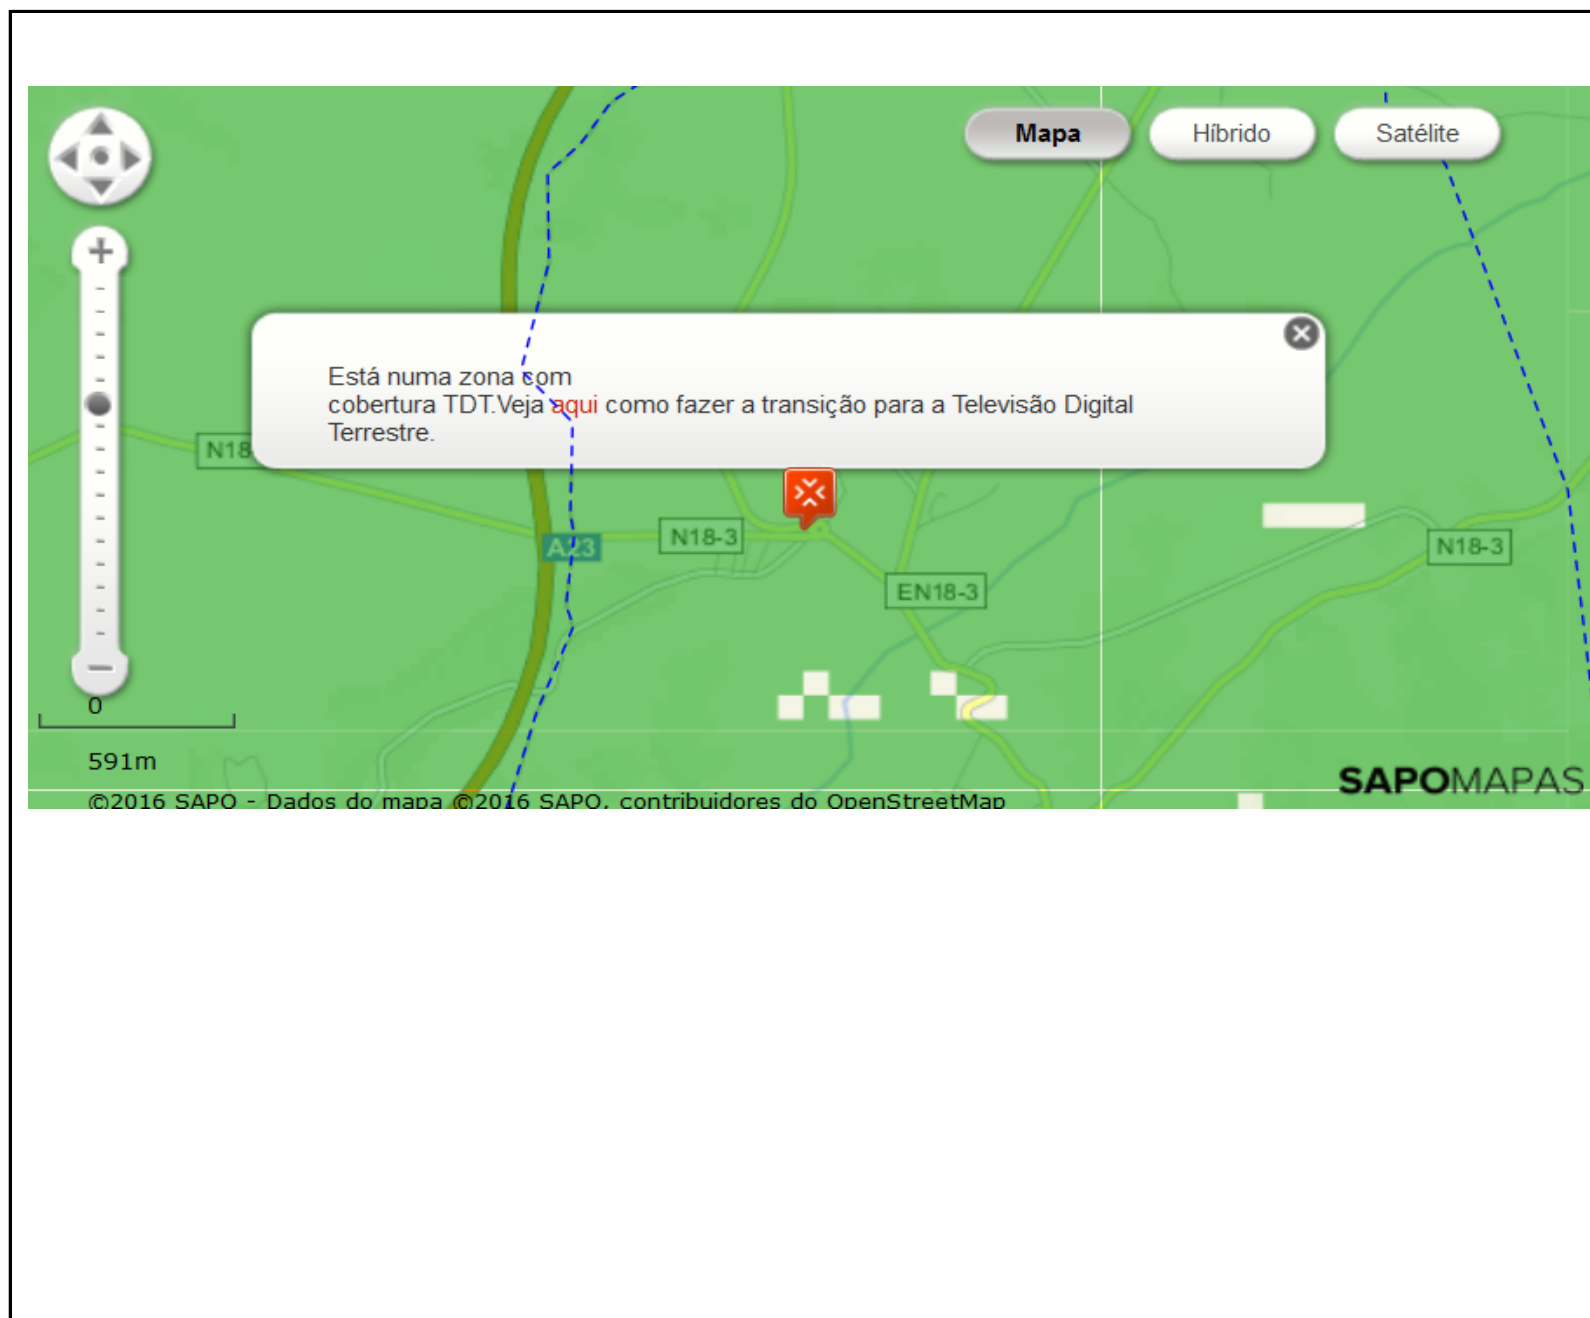 Mapa
Híbrido
Satélite
Está numa zona com
cobertura TDT.Veja aqui como fazer a transição para a Televisão Digital
Terrestre.
N18
A23
N18-3
N18-3
EN18-3
0
591m
SAPOMAPAS
©2016 SAPO - Dados do mapa ©2016 SAPO, contribuidores do OpenStreetMap